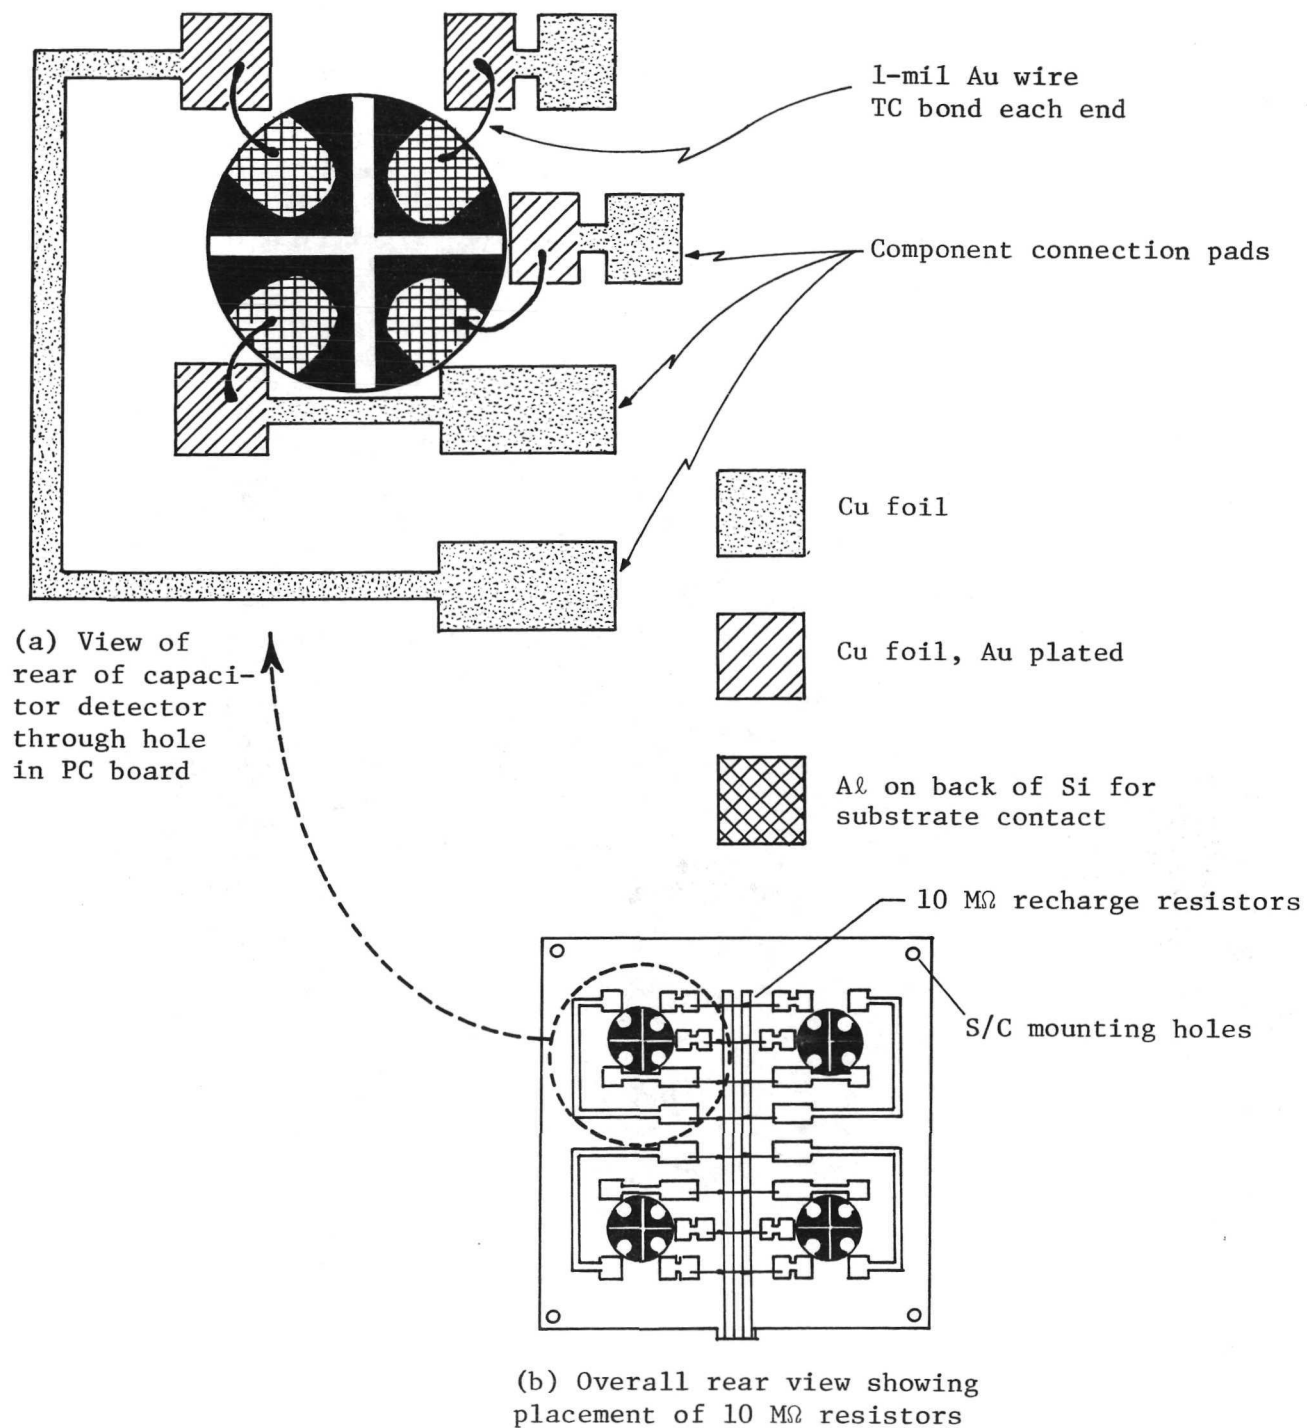 1-mil Au wire
TC bond each end
Component connection pads
Cu foil
Cu foil, Au plated
Aℓ on back of Si for
substrate contact
(a) View of
rear of capaci-
tor detector
through hole
in PC board
10 MΩ recharge resistors
S/C mounting holes
(b) Overall rear view showing
placement of 10 MΩ resistors